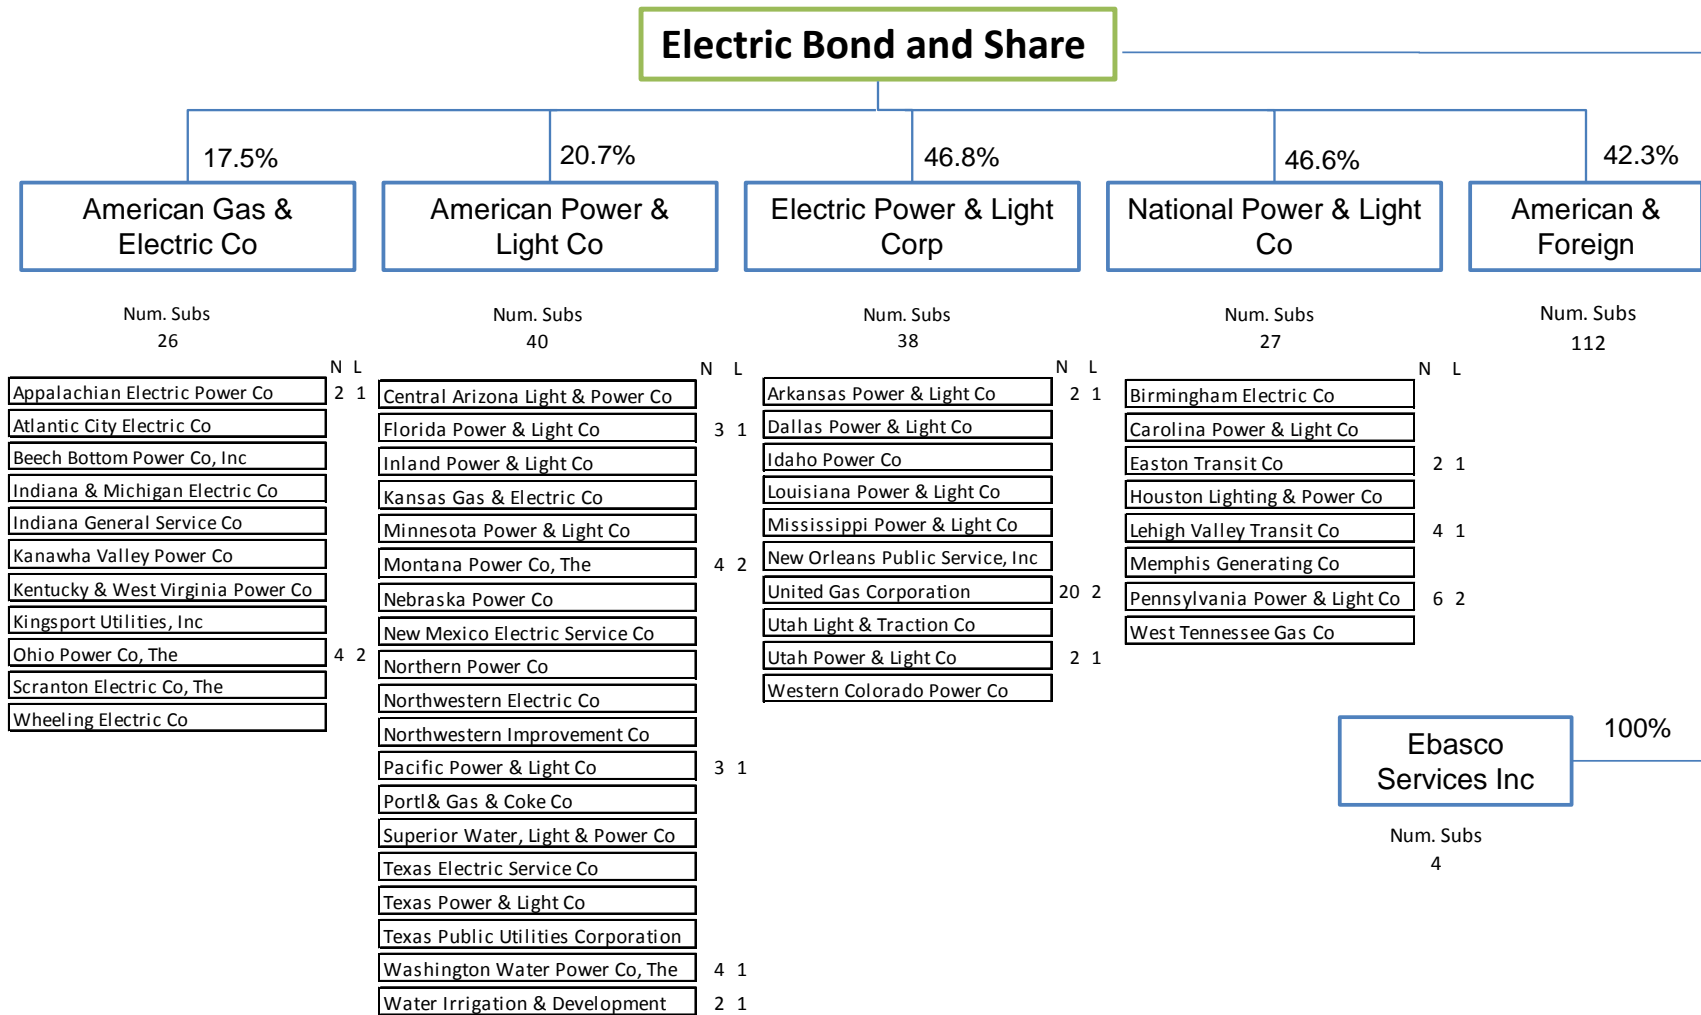 Electric Bond and Share
17.5%
20.7%
46.8%
46.6%
42.3%
American Gas &
Electric Co
American Power &
Light Co
Electric Power & Light
Corp
National Power & Light
Co
American &
Foreign
Num. Subs
26
Num. Subs
40
Num. Subs
38
Num. Subs
27
Num. Subs
112
N L
Appalachian Electric Power Co 2 1
Atlantic City Electric Co
Beech Bottom Power Co, Inc
Indiana & Michigan Electric Co
Indiana General Service Co
Kanawha Valley Power Co
Kentucky & West Virginia Power Co
Kingsport Utilities, Inc
Ohio Power Co, The 4 2
Scranton Electric Co, The
Wheeling Electric Co
N L
Central Arizona Light & Power Co
Florida Power & Light Co 3 1
Inland Power & Light Co
Kansas Gas & Electric Co
Minnesota Power & Light Co
Montana Power Co, The 4 2
Nebraska Power Co
New Mexico Electric Service Co
Northern Power Co
Northwestern Electric Co
Northwestern Improvement Co
Pacific Power & Light Co 3 1
Portl& Gas & Coke Co
Superior Water, Light & Power Co
Texas Electric Service Co
Texas Power & Light Co
Texas Public Utilities Corporation
Washington Water Power Co, The 4 1
Water Irrigation & Development 2 1
N L
Arkansas Power & Light Co 2 1
Dallas Power & Light Co
Idaho Power Co
Louisiana Power & Light Co
Mississippi Power & Light Co
New Orleans Public Service, Inc
United Gas Corporation 20 2
Utah Light & Traction Co
Utah Power & Light Co 2 1
Western Colorado Power Co
N L
Birmingham Electric Co
Carolina Power & Light Co
Easton Transit Co 2 1
Houston Lighting & Power Co
Lehigh Valley Transit Co 4 1
Memphis Generating Co
Pennsylvania Power & Light Co 6 2
West Tennessee Gas Co
100%
Ebasco
Services Inc
Num. Subs
4